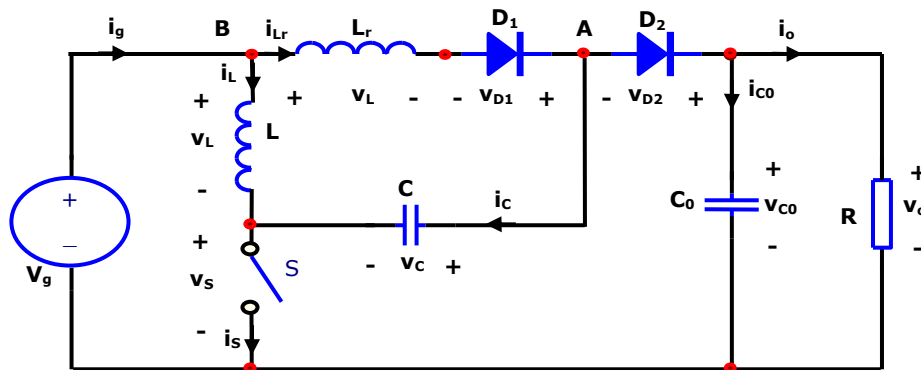 ig B iLr Lr D1 A D2 io
iL iC0
+ + vL - - vD1 + - vD2 +
vL L
+ - C iC C0 + vC0 R + vo
− + - vC + - -
Vg vS S
- iS